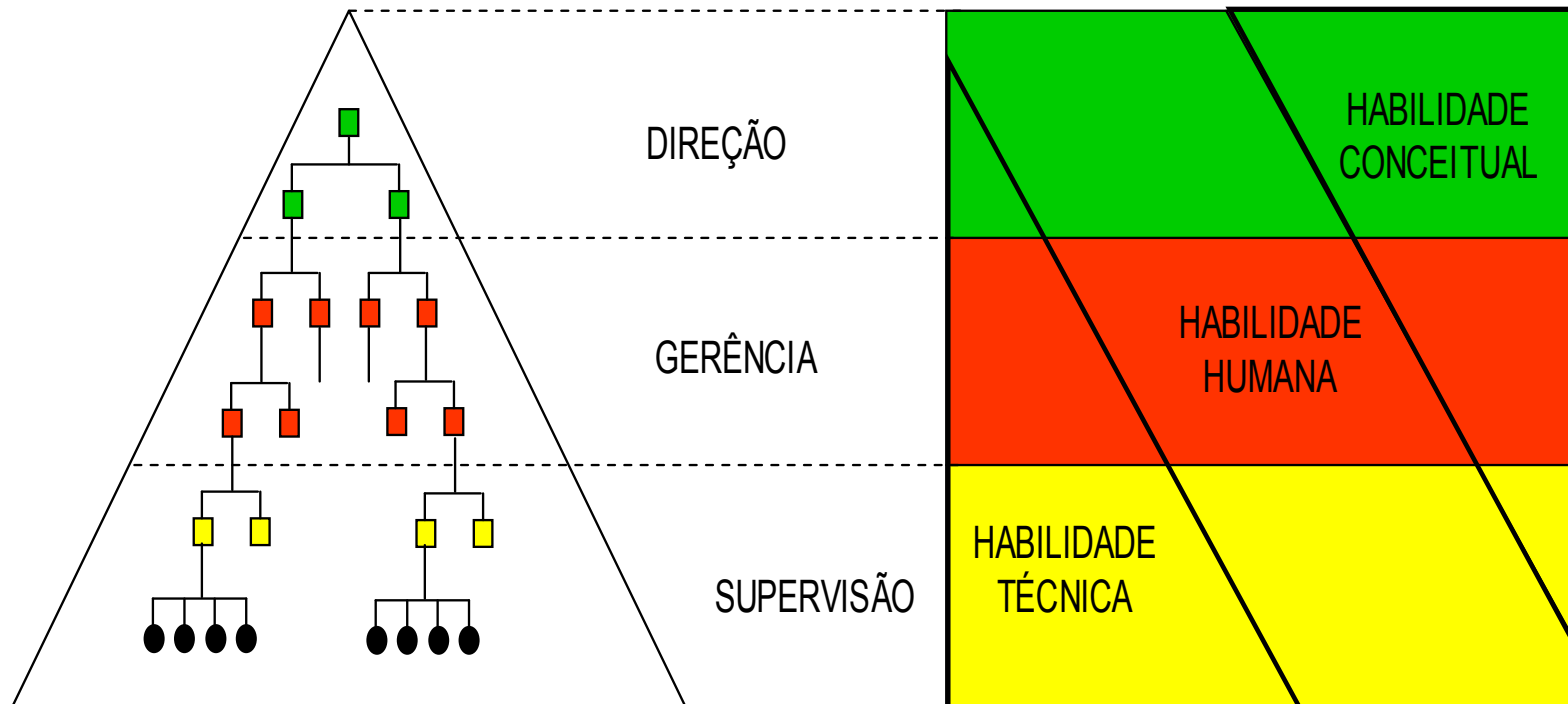 DIREÇÃO
HABILIDADE
CONCEITUAL
GERÊNCIA
HABILIDADE
HUMANA
SUPERVISÃO
HABILIDADE
TÉCNICA